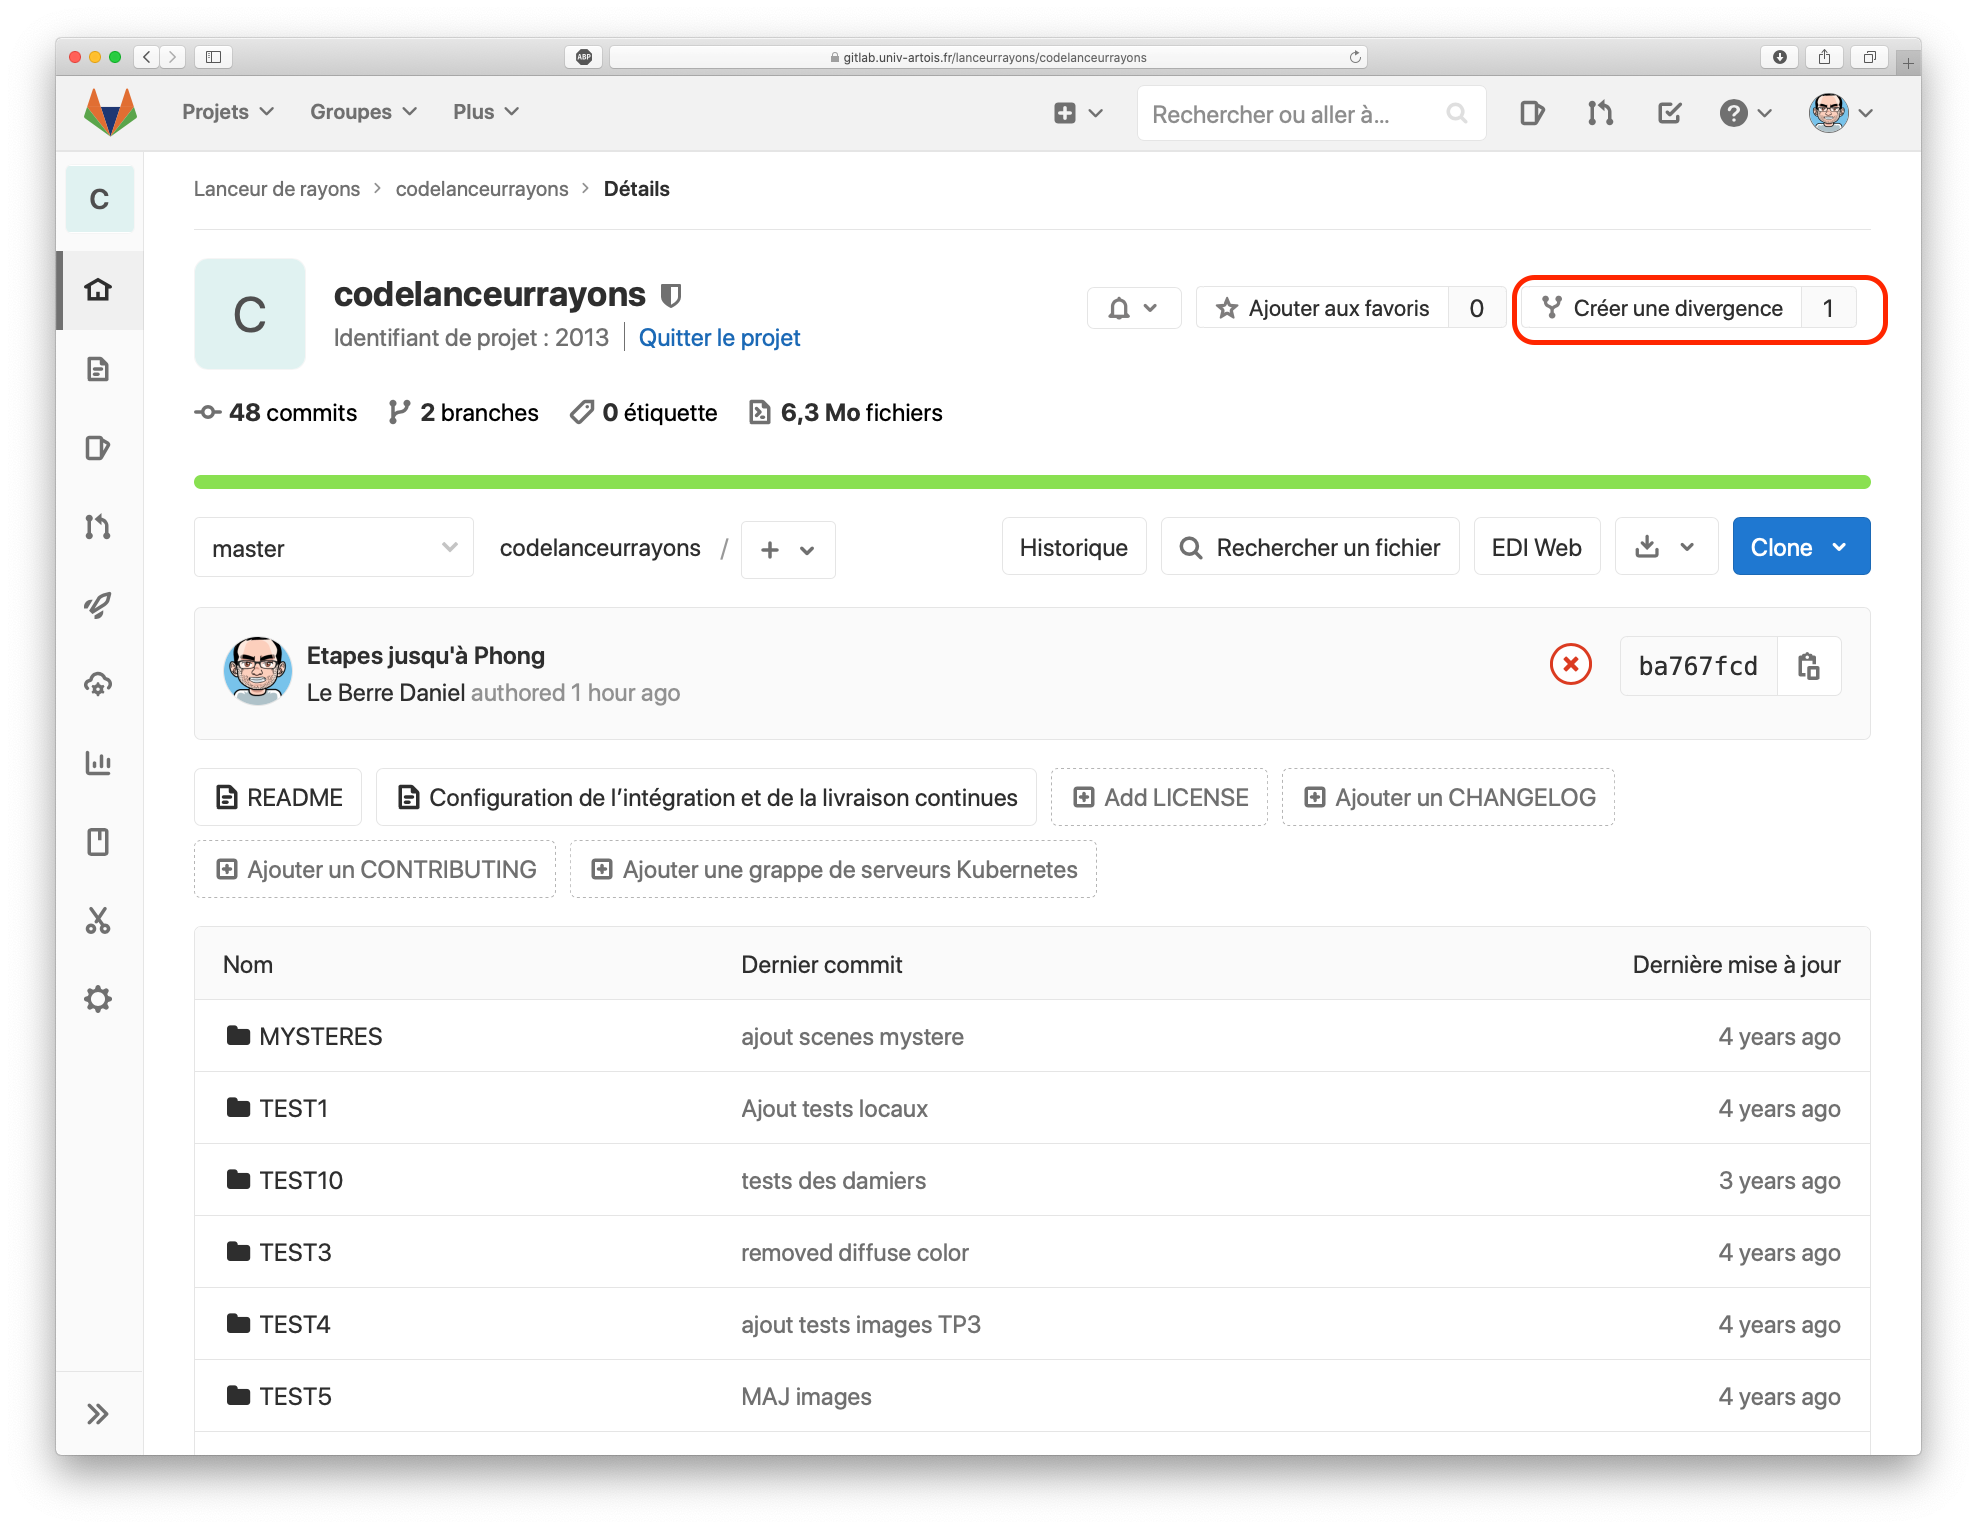 ABP
gitlab.univ-artois.fr/lanceurrayons/codelanceurrayons
Projets Groupes Plus Rechercher ou aller à...
C
Lanceur de rayons > codelanceurrayons > Détails
C
codelanceurrayons
Identifiant de projet : 2013 Quitter le projet
Ajouter aux favoris 0 Créer une divergence 1
48 commits 2 branches 0 étiquette 6,3 Mo fichiers
master codelanceurrayons / + Historique Rechercher un fichier EDI Web Clone
Etapes jusqu'à Phong
Le Berre Daniel authored 1 hour ago
ba767fcd
README Configuration de l’intégration et de la livraison continues Add LICENSE Ajouter un CHANGELOG
Ajouter un CONTRIBUTING Ajouter une grappe de serveurs Kubernetes
Nom Dernier commit Dernière mise à jour
MYSTERES ajout scenes mystere 4 years ago
TEST1 Ajout tests locaux 4 years ago
TEST10 tests des damiers 3 years ago
TEST3 removed diffuse color 4 years ago
TEST4 ajout tests images TP3 4 years ago
TEST5 MAJ images 4 years ago